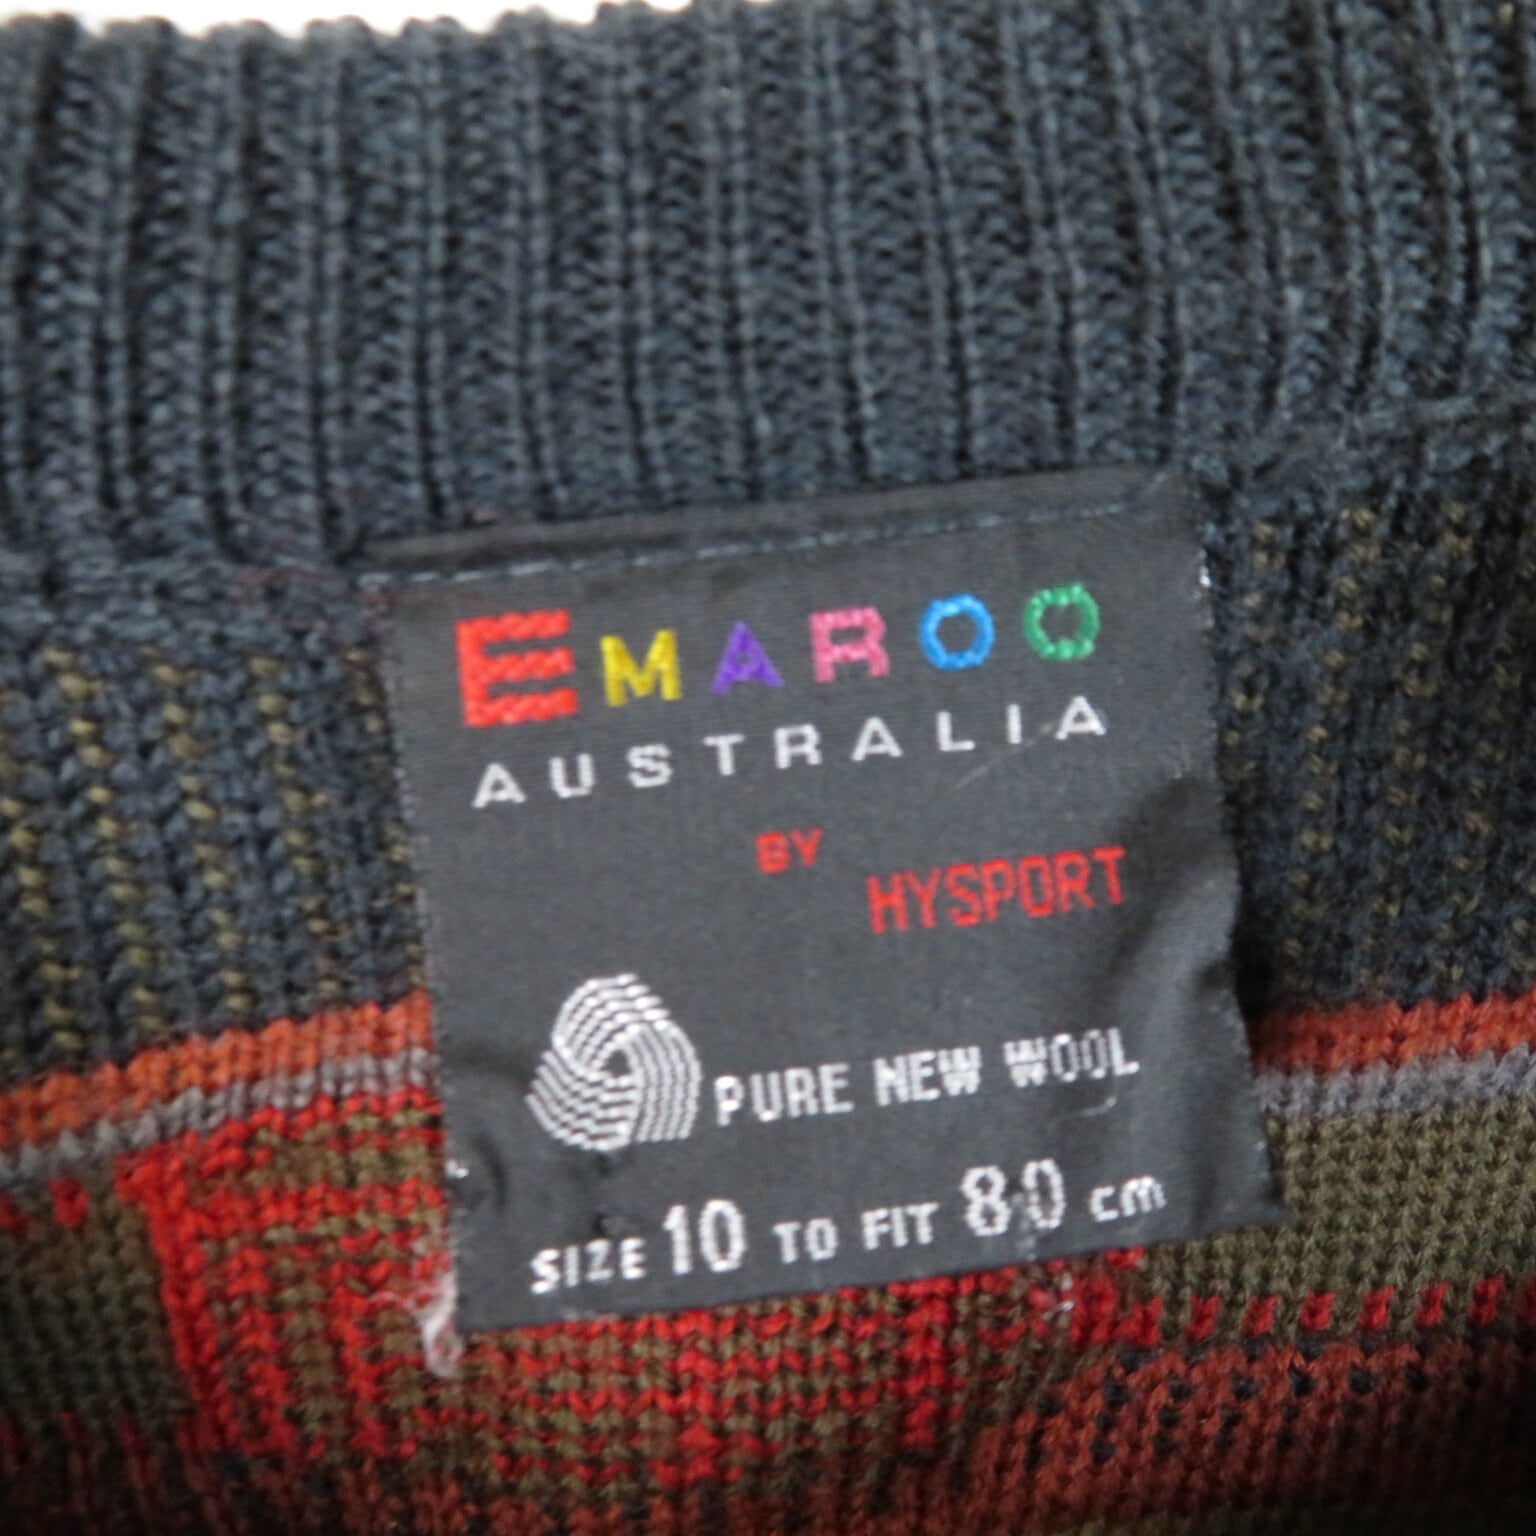 EMAROO
AUSTRALIA
BY HYSPORT
PURE NEW WOOL
SIZE 10 TO FIT 80 cm